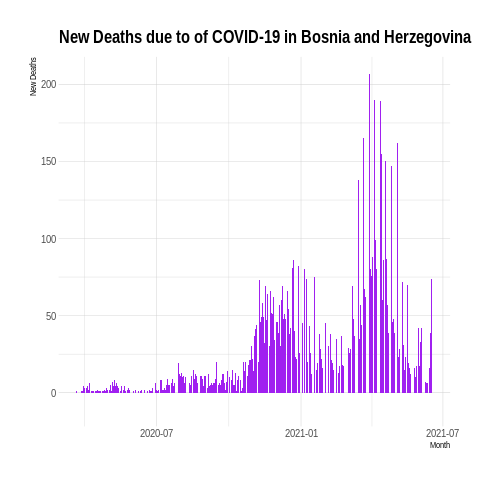 New Deaths due to of COVID-19 in Bosnia and Herzegovina
New Deaths
200
150
100
50
0
2020-07
2021-01
2021-07
Month